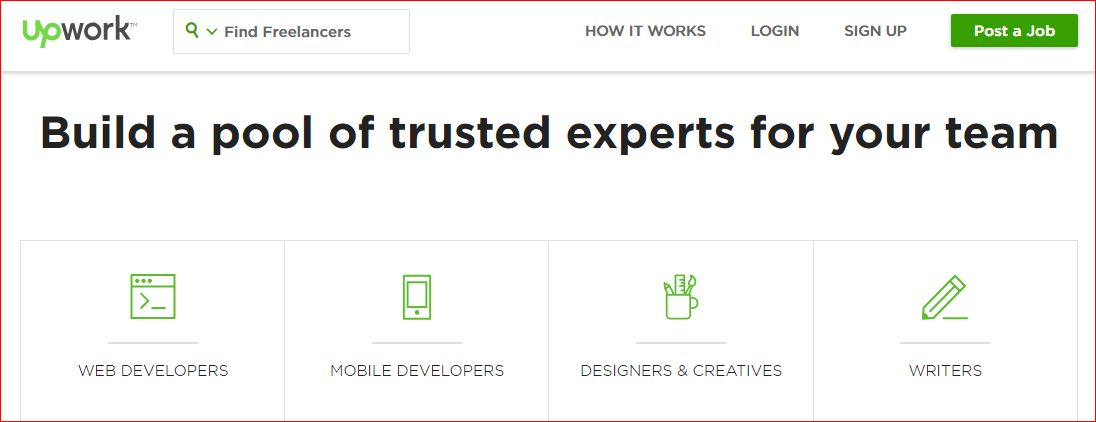 upwork™ Find Freelancers HOW IT WORKS LOGIN SIGN UP Post a Job
Build a pool of trusted experts for your team
WEB DEVELOPERS MOBILE DEVELOPERS DESIGNERS & CREATIVES WRITERS